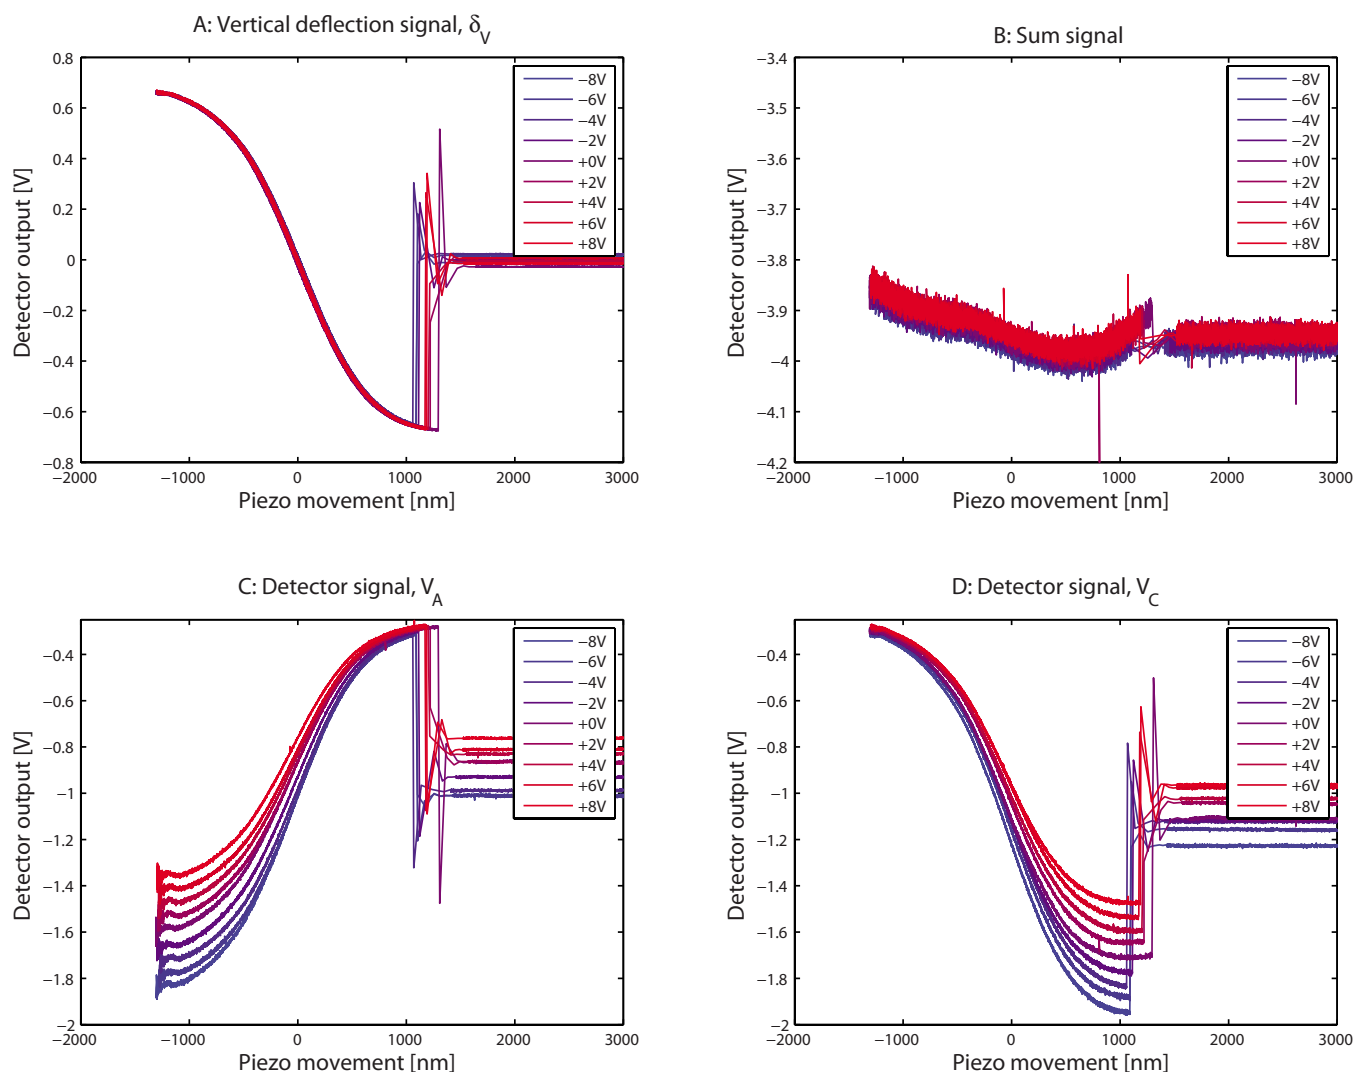 A: Vertical deflection signal, δV
Detector output [V]
0.8
0.6
0.4
0.2
0
−0.2
−0.4
−0.6
−0.8
−2000 −1000 0 1000 2000 3000
Piezo movement [nm]
−8V
−6V
−4V
−2V
+0V
+2V
+4V
+6V
+8V
B: Sum signal
Detector output [V]
−3.4
−3.5
−3.6
−3.7
−3.8
−3.9
−4
−4.1
−4.2
−2000 −1000 0 1000 2000 3000
Piezo movement [nm]
−8V
−6V
−4V
−2V
+0V
+2V
+4V
+6V
+8V
C: Detector signal, VA
Detector output [V]
−0.4
−0.6
−0.8
−1
−1.2
−1.4
−1.6
−1.8
−2
−2000 −1000 0 1000 2000 3000
Piezo movement [nm]
−8V
−6V
−4V
−2V
+0V
+2V
+4V
+6V
+8V
D: Detector signal, VC
Detector output [V]
−0.4
−0.6
−0.8
−1
−1.2
−1.4
−1.6
−1.8
−2
−2000 −1000 0 1000 2000 3000
Piezo movement [nm]
−8V
−6V
−4V
−2V
+0V
+2V
+4V
+6V
+8V